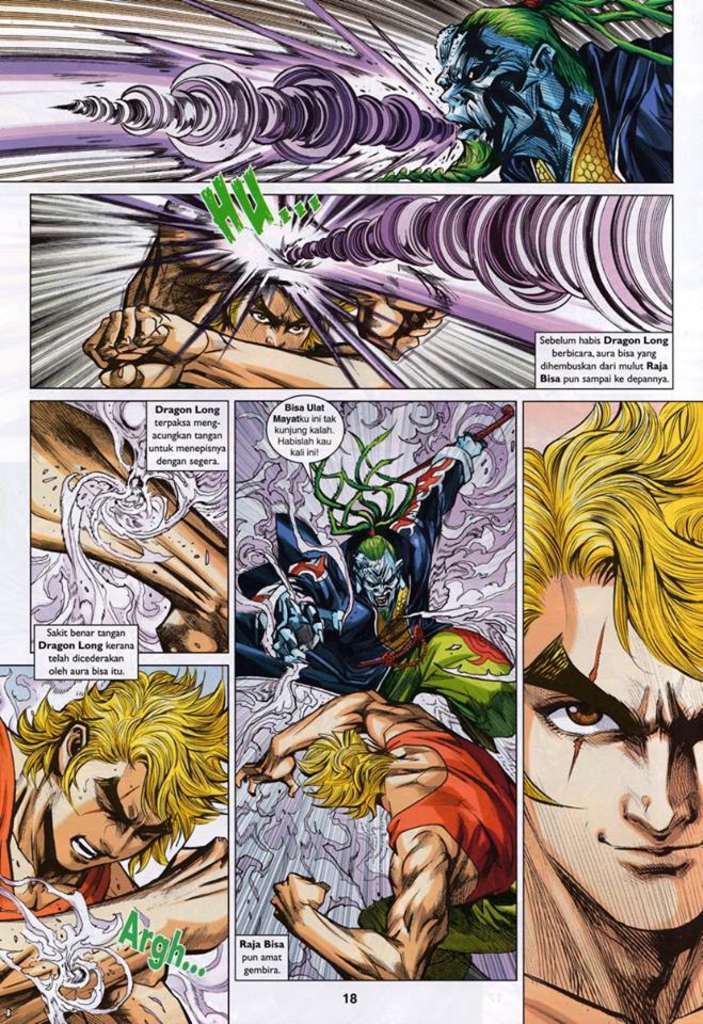 HU...
Sebelum habis Dragon Long
berbicara, aura bisa yang
dihembuskan dari mulut Raja
Bisa pun sampai ke depannya.
Dragon Long
terpaksa meng-
acungkan tangan
untuk menepisnya
dengan segera.
Sakit benar tangan
Dragon Long kerana
telah dicederakan
oleh aura bisa itu.
Argh...
Bisa Ulat
Mayatku ini tak
kunjung kalah.
Habislah kau
kali ini!
Raja Bisa
pun amat
gembira.
18